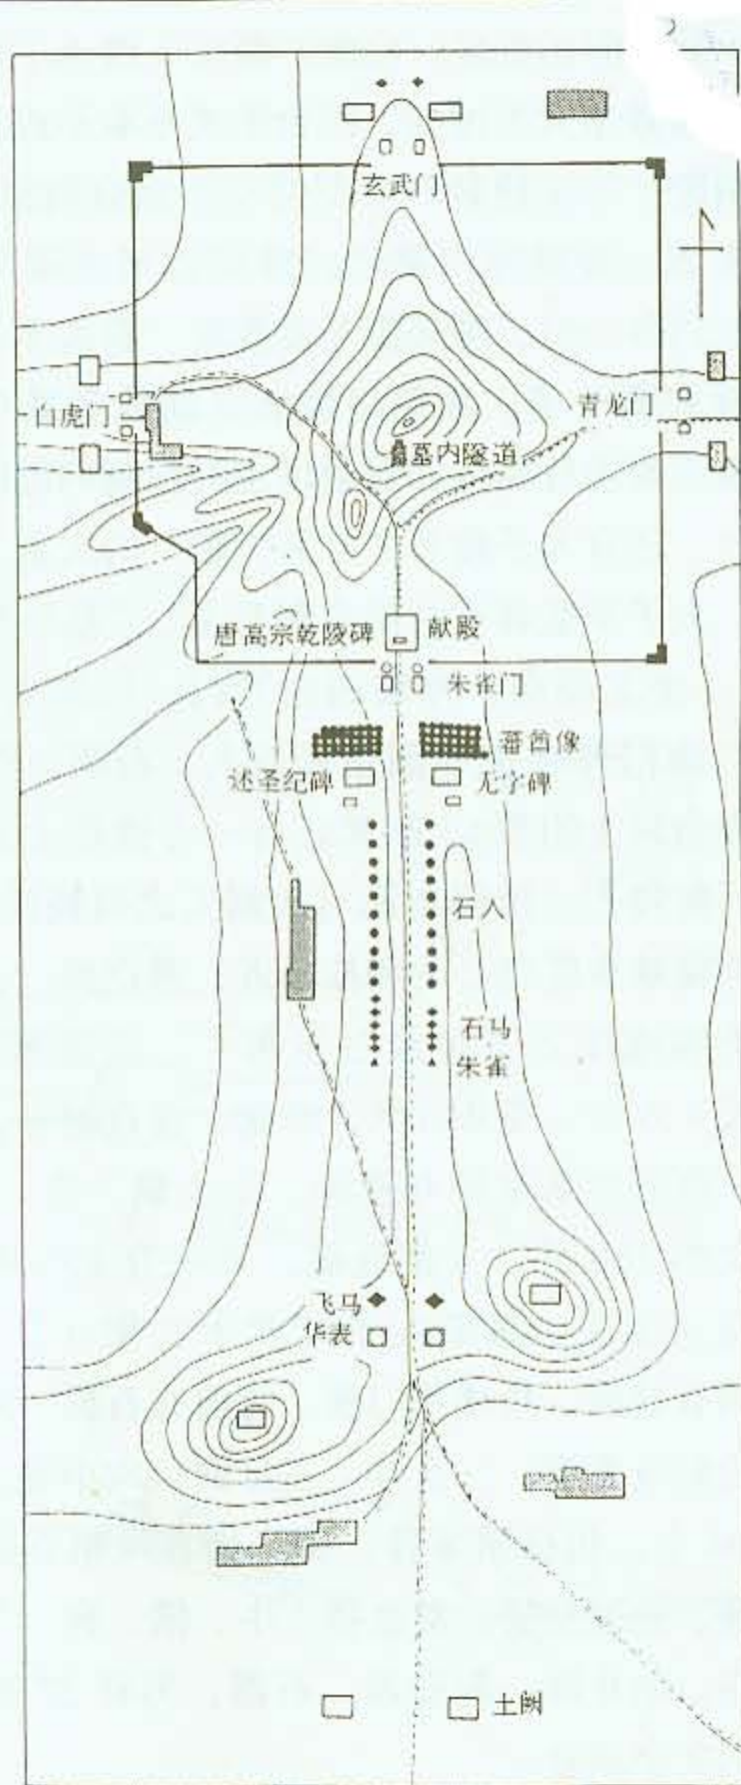 玄武门
白虎门
青龙门
墓内隧道
唐高宗乾陵碑
献殿
朱雀门
蕃酋像
述圣纪碑
无字碑
石人
石马
朱雀
飞马
华表
土阙